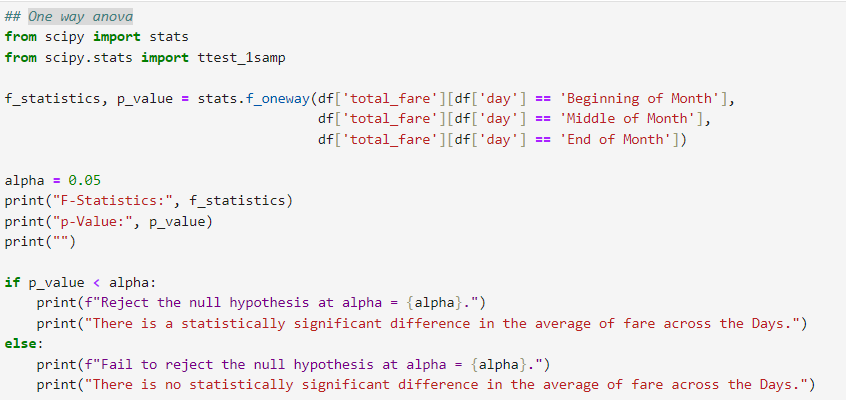 ## One way anova
from scipy import stats
from scipy.stats import ttest_1samp
f_statistics, p_value = stats.f_oneway(df['total_fare'][df['day'] == 'Beginning of Month'],
df['total_fare'][df['day'] == 'Middle of Month'],
df['total_fare'][df['day'] == 'End of Month'])
alpha = 0.05
print("F-Statistics:", f_statistics)
print("p-Value:", p_value)
print("")
if p_value < alpha:
print(f"Reject the null hypothesis at alpha = {alpha}.")
print("There is a statistically significant difference in the average of fare across the Days.")
else:
print(f"Fail to reject the null hypothesis at alpha = {alpha}.")
print("There is no statistically significant difference in the average of fare across the Days.")